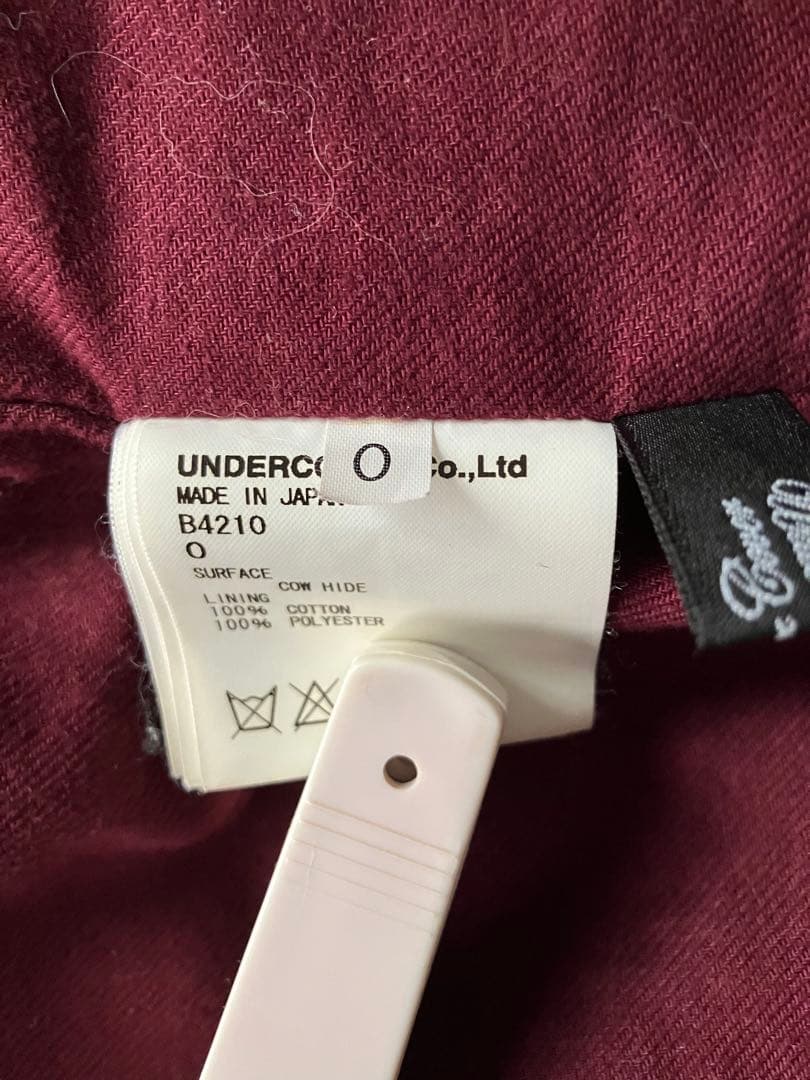 UNDERCO O Co.,Ltd
MADE IN JAPAN
B4210
O
SURFACE
COW HIDE
LINING
100% COTTON
100% POLYESTER